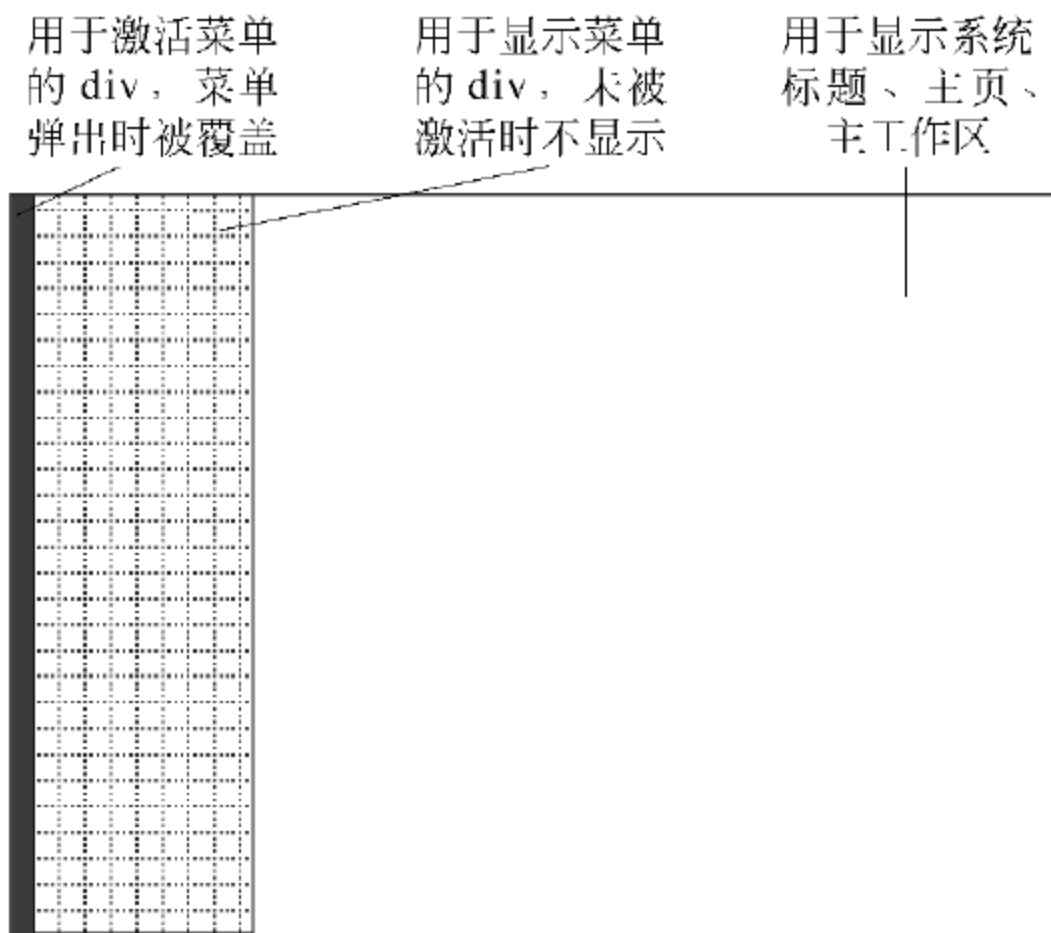 用于激活菜单
的 div，菜单
弹出时被覆盖
用于显示菜单
的 div，未被
激活时不显示
用于显示系统
标题、主页、
主工作区